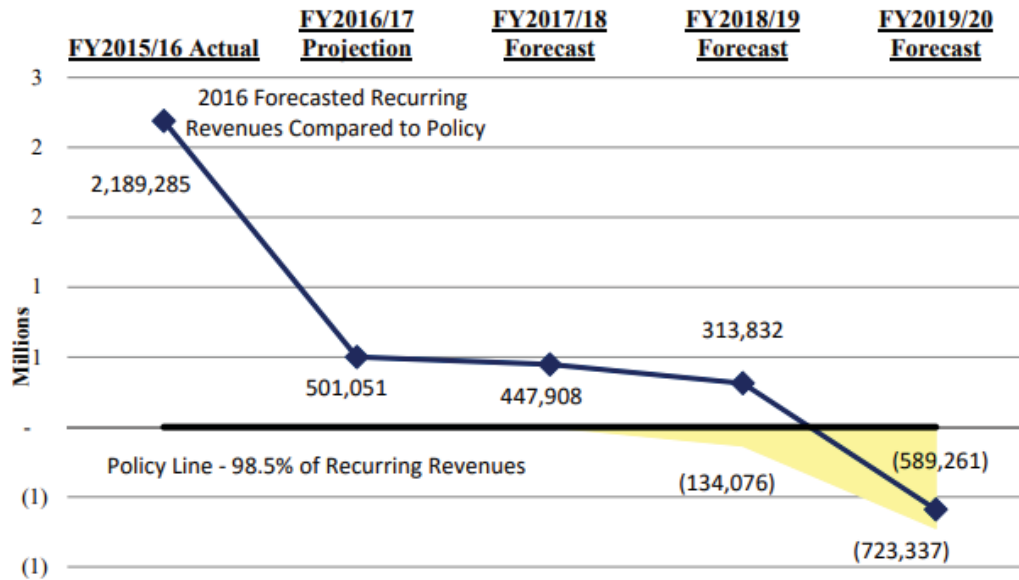 FY2015/16 Actual
FY2016/17
Projection
FY2017/18
Forecast
FY2018/19
Forecast
FY2019/20
Forecast
3
2
2
1
1
-
(1)
(1)
Millions
2016 Forecasted Recurring
Revenues Compared to Policy
2,189,285
501,051
447,908
313,832
Policy Line - 98.5% of Recurring Revenues
(134,076)
(589,261)
(723,337)